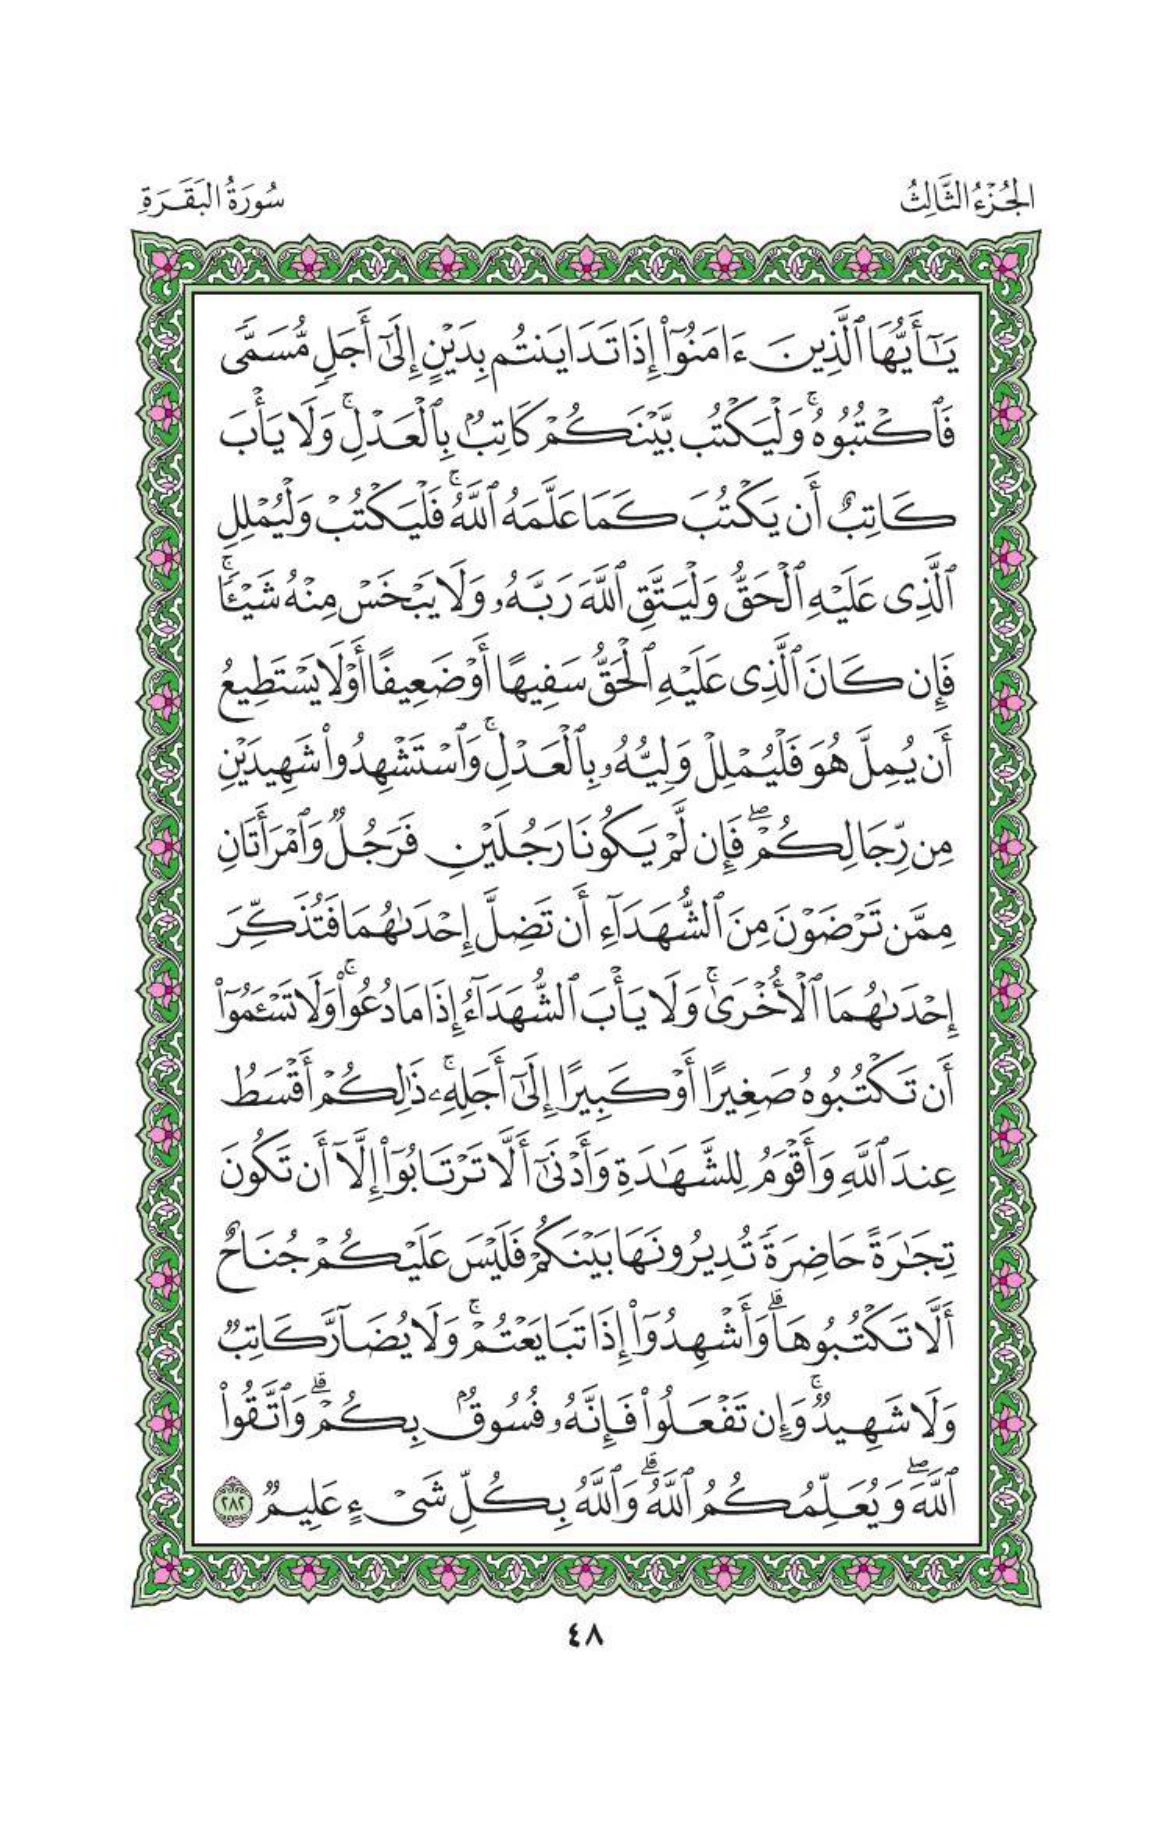 الجُزْءُ الثَّالِثُ
سُورَةُ البَقَرَةِ
يَٰٓأَيُّهَا ٱلَّذِينَ ءَامَنُوٓا۟ إِذَا تَدَايَنتُم بِدَيْنٍ إِلَىٰٓ أَجَلٍ مُّسَمًّى
فَٱكْتُبُوهُ ۚ وَلْيَكْتُب بَّيْنَكُمْ كَاتِبٌۢ بِٱلْعَدْلِ ۚ وَلَا يَأْبَ
كَاتِبٌ أَن يَكْتُبَ كَمَا عَلَّمَهُ ٱللَّهُ ۚ فَلْيَكْتُبْ وَلْيُمْلِلِ
ٱلَّذِى عَلَيْهِ ٱلْحَقُّ وَلْيَتَّقِ ٱللَّهَ رَبَّهُۥ وَلَا يَبْخَسْ مِنْهُ شَيْـًٔا ۚ
فَإِن كَانَ ٱلَّذِى عَلَيْهِ ٱلْحَقُّ سَفِيهًا أَوْ ضَعِيفًا أَوْ لَا يَسْتَطِيعُ
أَن يُمِلَّ هُوَ فَلْيُمْلِلْ وَلِيُّهُۥ بِٱلْعَدْلِ ۚ وَٱسْتَشْهِدُوا۟ شَهِيدَيْنِ
مِن رِّجَالِكُمْ ۖ فَإِن لَّمْ يَكُونَا رَجُلَيْنِ فَرَجُلٌ وَٱمْرَأَتَانِ
مِمَّن تَرْضَوْنَ مِنَ ٱلشُّهَدَآءِ أَن تَضِلَّ إِحْدَىٰهُمَا فَتُذَكِّرَ
إِحْدَىٰهُمَا ٱلْأُخْرَىٰ ۚ وَلَا يَأْبَ ٱلشُّهَدَآءُ إِذَا مَا دُعُوا۟ ۚ وَلَا تَسْـَٔمُوٓا۟
أَن تَكْتُبُوهُ صَغِيرًا أَوْ كَبِيرًا إِلَىٰٓ أَجَلِهِۦ ۚ ذَٰلِكُمْ أَقْسَطُ
عِندَ ٱللَّهِ وَأَقْوَمُ لِلشَّهَٰدَةِ وَأَدْنَىٰٓ أَلَّا تَرْتَابُوٓا۟ إِلَّآ أَن تَكُونَ
تِجَٰرَةً حَاضِرَةً تُدِيرُونَهَا بَيْنَكُمْ فَلَيْسَ عَلَيْكُمْ جُنَاحٌ
أَلَّا تَكْتُبُوهَا ۗ وَأَشْهِدُوٓا۟ إِذَا تَبَايَعْتُمْ ۚ وَلَا يُضَآرَّ كَاتِبٌ
وَلَا شَهِيدٌ ۚ وَإِن تَفْعَلُوا۟ فَإِنَّهُۥ فُسُوقٌۢ بِكُمْ ۗ وَٱتَّقُوا۟
ٱللَّهَ ۖ وَيُعَلِّمُكُمُ ٱللَّهُ ۗ وَٱللَّهُ بِكُلِّ شَىْءٍ عَلِيمٌ ٢٨٢
٤٨